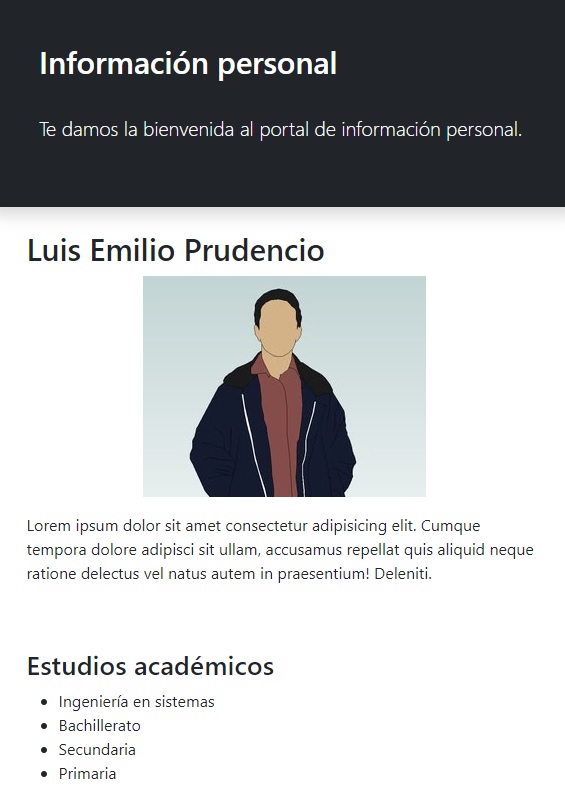 Información personal
Te damos la bienvenida al portal de información personal.
Luis Emilio Prudencio
Lorem ipsum dolor sit amet consectetur adipisicing elit. Cumque
tempora dolore adipisci sit ullam, accusamus repellat quis aliquid neque
ratione delectus vel natus autem in praesentium! Deleniti.
Estudios académicos
Ingeniería en sistemas
Bachillerato
Secundaria
Primaria